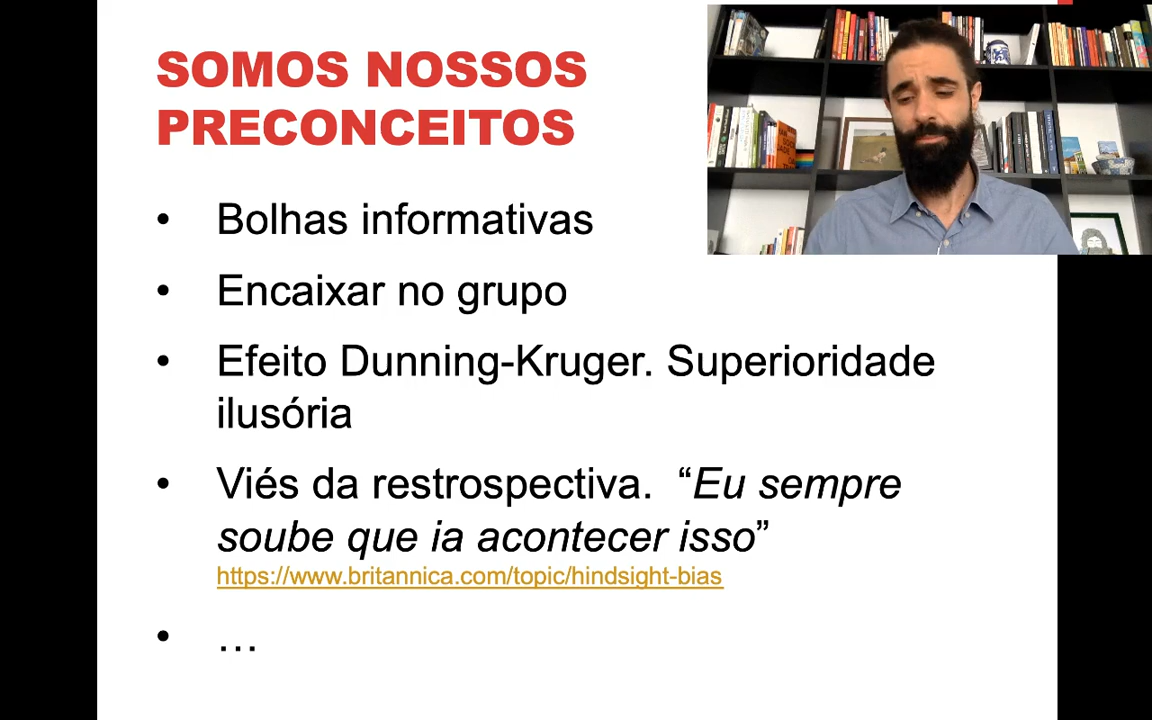 SOMOS NOSSOS
PRECONCEITOS
• Bolhas informativas
• Encaixar no grupo
• Efeito Dunning-Kruger. Superioridade
ilusória
• Viés da restrospectiva. “Eu sempre
soube que ia acontecer isso”
https://www.britannica.com/topic/hindsight-bias
• …